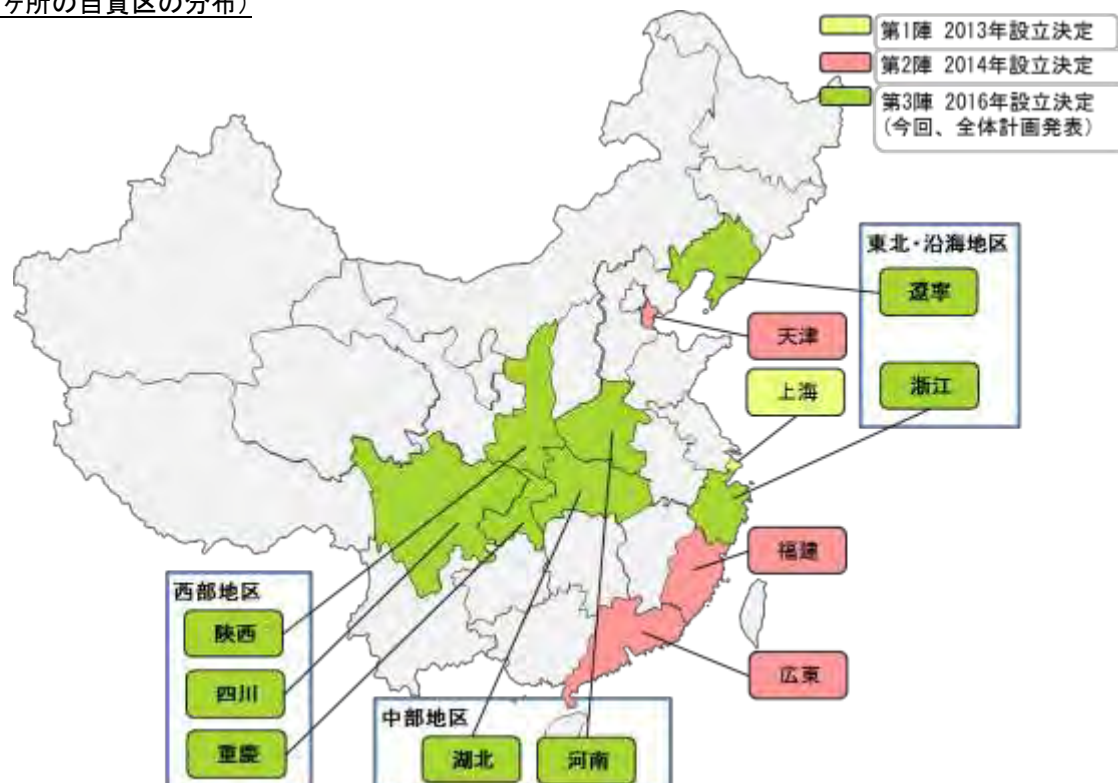 ヶ所の自貿区の分布)
第1陣 2013年設立決定
第2陣 2014年設立決定
第3陣 2016年設立決定
(今回、全体計画発表)
東北・沿海地区
遼寧
天津
上海
浙江
福建
広東
西部地区
陝西
四川
重慶
中部地区
湖北
河南